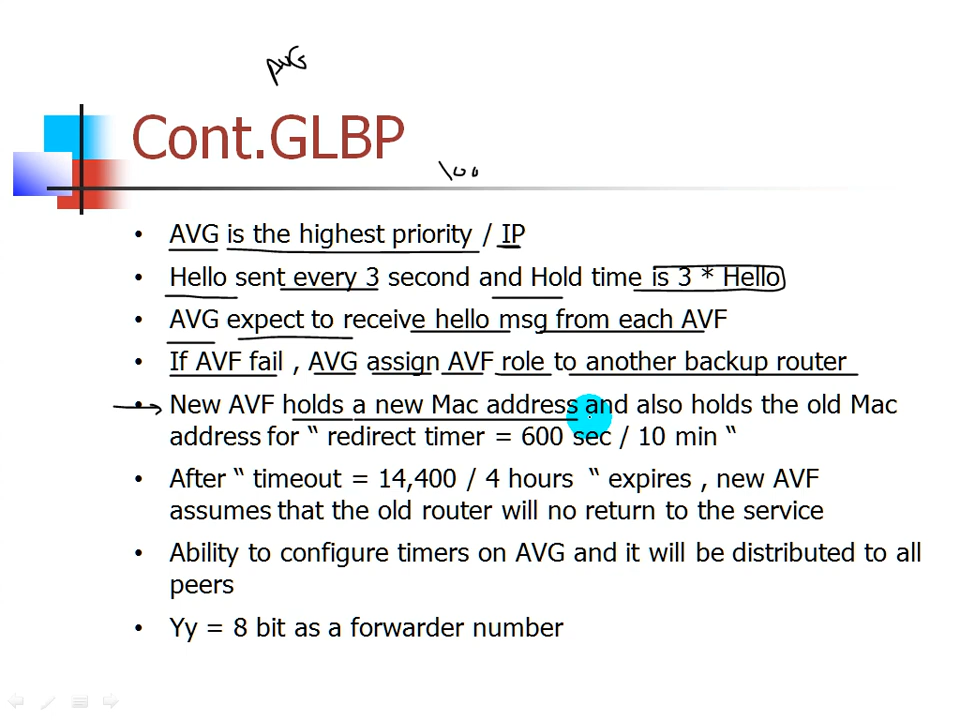 AVG
Cont.GLBP
100
• AVG is the highest priority / IP
• Hello sent every 3 second and Hold time is 3 * Hello
• AVG expect to receive hello msg from each AVF
• If AVF fail , AVG assign AVF role to another backup router
• New AVF holds a new Mac address and also holds the old Mac
address for “ redirect timer = 600 sec / 10 min “
• After “ timeout = 14,400 / 4 hours “ expires , new AVF
assumes that the old router will no return to the service
• Ability to configure timers on AVG and it will be distributed to all
peers
• Yy = 8 bit as a forwarder number